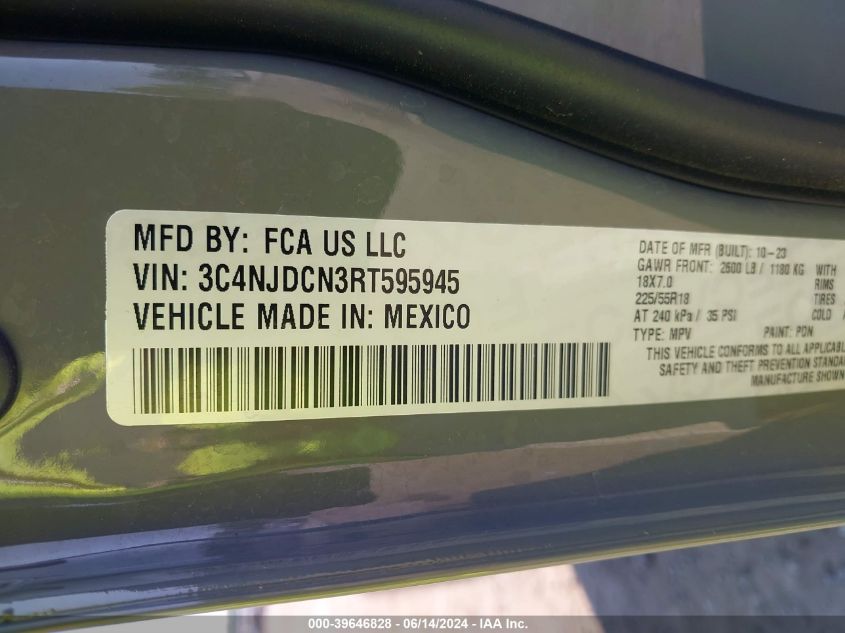 MFD BY: FCA US LLC
VIN: 3C4NJDCN3RT595945
VEHICLE MADE IN: MEXICO
DATE OF MFR (BUILT): 10-23
GAWR FRONT: 2600 LB / 1180 KG WITH
18X7.0 RIMS
225/55R18 TIRES
AT 240 kPa / 35 PSI COLD
TYPE: MPV PAINT: PDN
THIS VEHICLE CONFORMS TO ALL APPLICABL
SAFETY AND THEFT PREVENTION STANDA
MANUFACTURE SHOWN
000-39646828 - 06/14/2024 - IAA Inc.